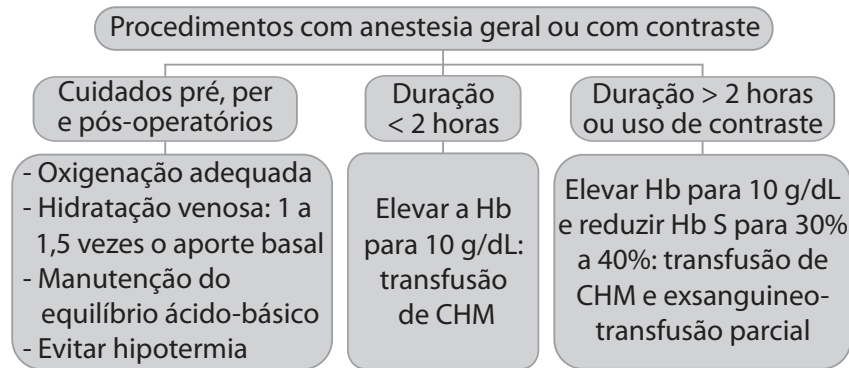 Procedimentos com anestesia geral ou com contraste
Cuidados pré, per
e pós-operatórios
- Oxigenação adequada
- Hidratação venosa: 1 a
1,5 vezes o aporte basal
- Manutenção do
equilíbrio ácido-básico
- Evitar hipotermia
Duração
< 2 horas
Elevar a Hb
para 10 g/dL:
transfusão
de CHM
Duração > 2 horas
ou uso de contraste
Elevar Hb para 10 g/dL
e reduzir Hb S para 30%
a 40%: transfusão de
CHM e exsanguineo-
transfusão parcial